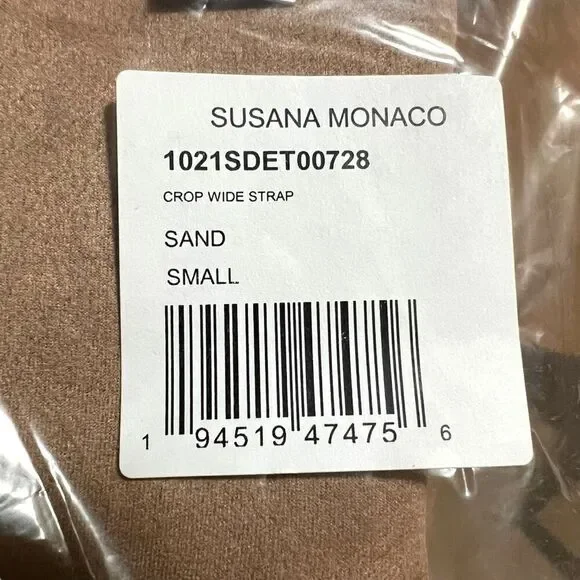 SUSANA MONACO
1021SDET00728
CROP WIDE STRAP
SAND
SMALL
1 94519 47475 6